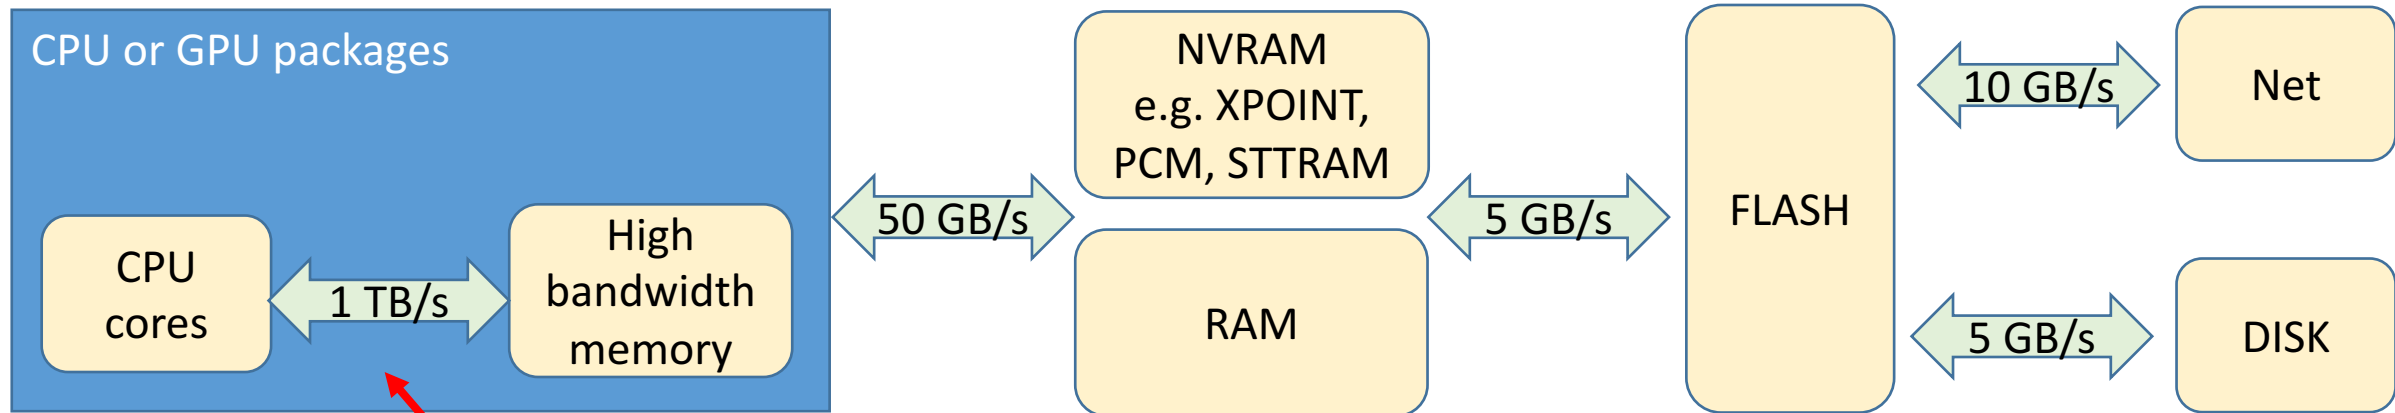 CPU or GPU packages
CPU
cores
1 TB/s
High
bandwidth
memory
50 GB/s
NVRAM
e.g. XPOINT,
PCM, STTRAM
RAM
5 GB/s
FLASH
10 GB/s
Net
5 GB/s
DISK